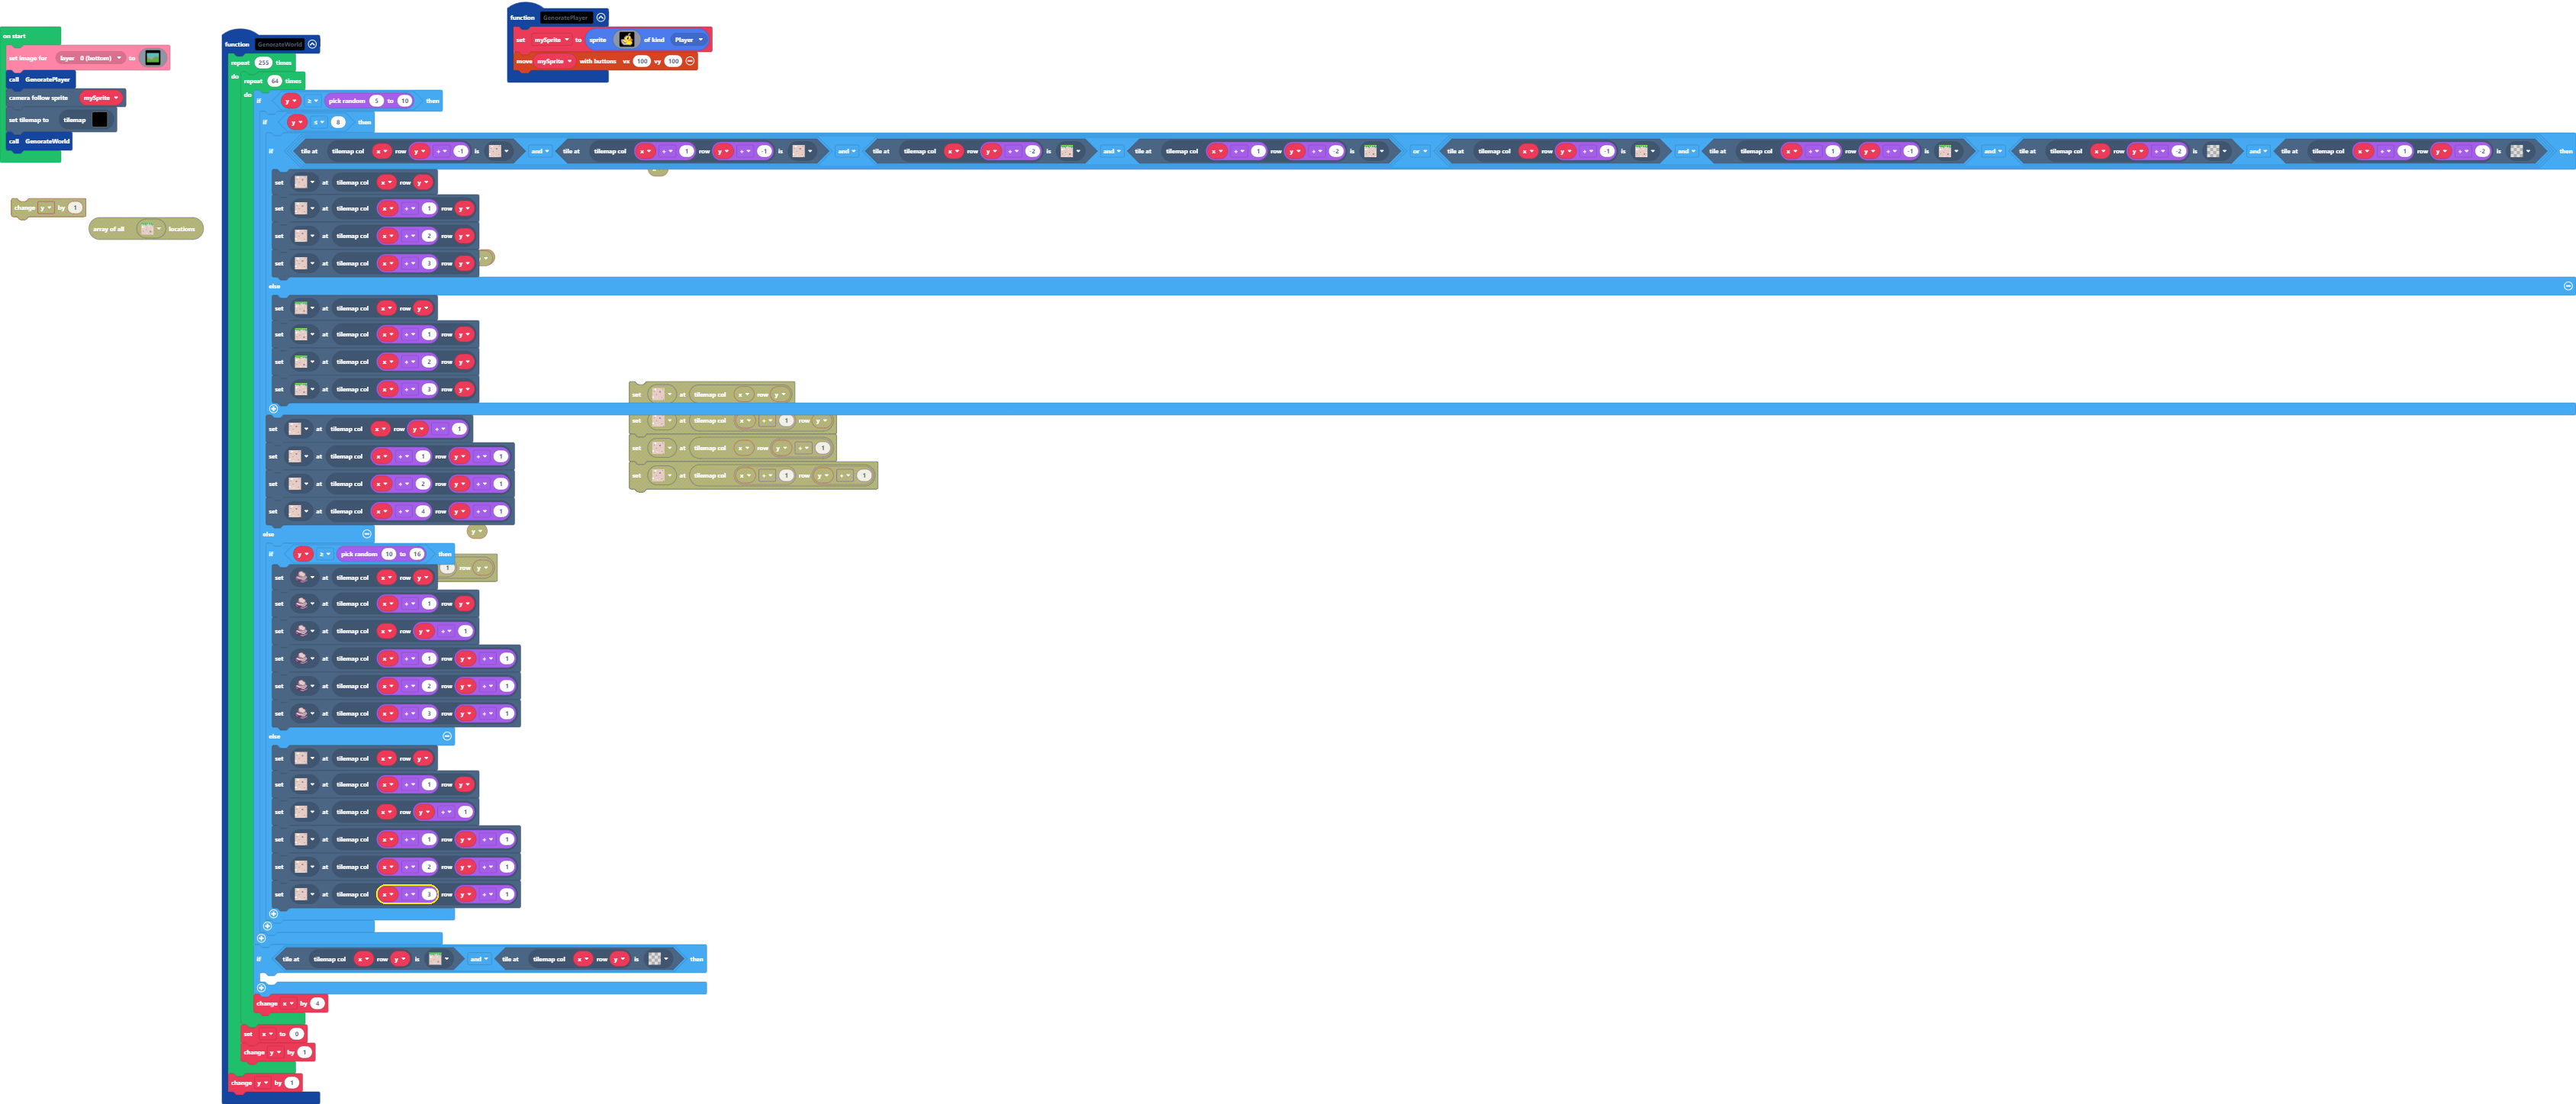 on start
set image for layer 0 (bottom) to
call GenoratePlayer
camera follow sprite mySprite
set tilemap to tilemap
call GenorateWorld
change y by 1
array of all locations
function GenoratePlayer
set mySprite to sprite of kind Player
move mySprite with buttons vx 100 vy 100
function GenorateWorld
repeat 255 times
do repeat 64 times
do if y ≥ pick random 5 to 10 then
if y ≤ 8 then
if tile at tilemap col x row y + -1 is and tile at tilemap col x + 1 row y + -1 is and tile at tilemap col x row y + -2 is and tile at tilemap col x + 1 row y + -2 is or tile at tilemap col x row y + -1 is and tile at tilemap col x + 1 row y + -1 is and tile at tilemap col x row y + -2 is and tile at tilemap col x + 1 row y + -2 is then
set at tilemap col x row y
set at tilemap col x + 1 row y
set at tilemap col x + 2 row y
set at tilemap col x + 3 row y
else
set at tilemap col x row y
set at tilemap col x + 1 row y
set at tilemap col x + 2 row y
set at tilemap col x + 3 row y
set at tilemap col x row y + 1
set at tilemap col x + 1 row y + 1
set at tilemap col x + 2 row y + 1
set at tilemap col x + 4 row y + 1
else
if y ≥ pick random 10 to 16 then
set at tilemap col x row y
set at tilemap col x + 1 row y
set at tilemap col x row y + 1
set at tilemap col x + 1 row y + 1
set at tilemap col x + 2 row y + 1
set at tilemap col x + 3 row y + 1
else
set at tilemap col x row y
set at tilemap col x + 1 row y
set at tilemap col x row y + 1
set at tilemap col x + 1 row y + 1
set at tilemap col x + 2 row y + 1
set at tilemap col x + 3 row y + 1
if tile at tilemap col x row y is and tile at tilemap col x row y is then
change x by 4
set x to 0
change y by 1
change y by 1
set at tilemap col x row y
set at tilemap col x + 1 row y
set at tilemap col x row y + 1
set at tilemap col x + 1 row y + 1
y
1 row y